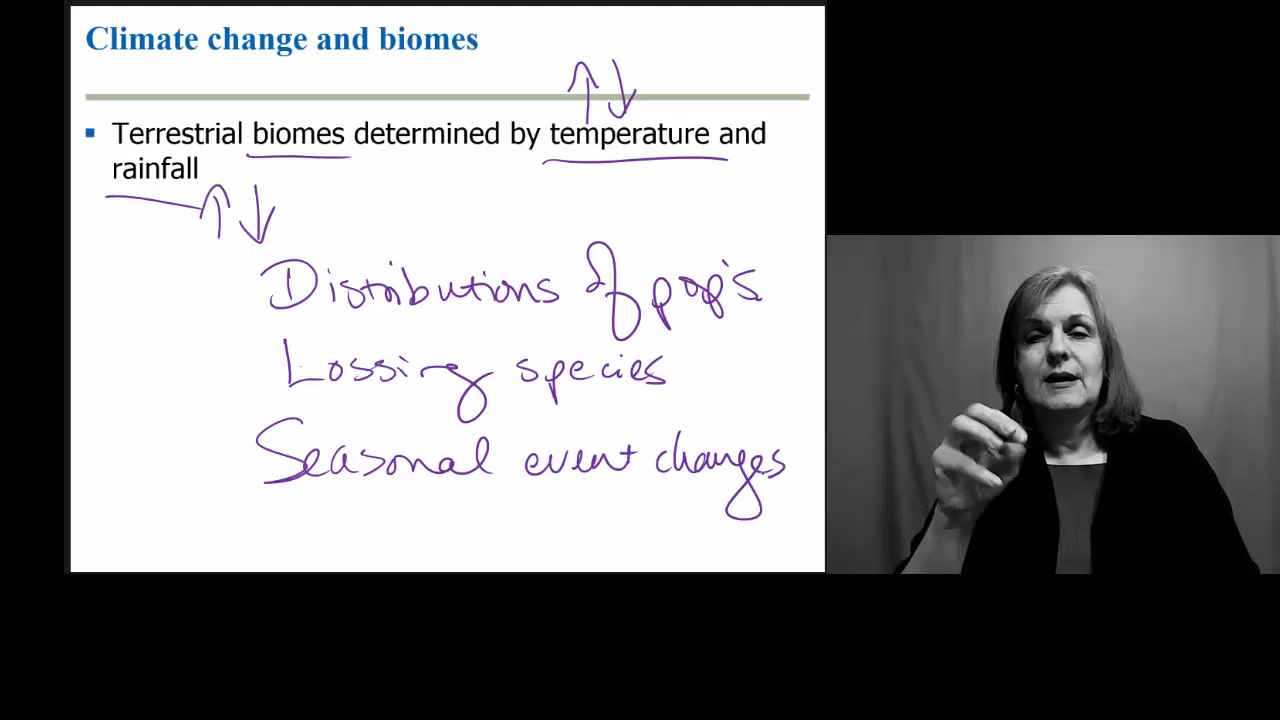 Climate change and biomes
Terrestrial biomes determined by temperature and
rainfall
Distributions of pop's
Lossing species
Seasonal event changes